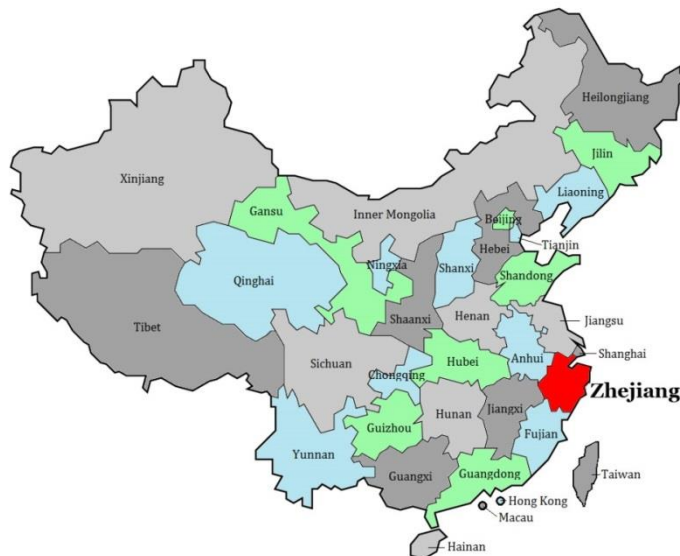 Heilongjiang
Jilin
Xinjiang
Liaoning
Gansu
Inner Mongolia
Beijing
Tianjin
Hebei
Ningxia
Shanxi
Qinghai
Shandong
Henan
Jiangsu
Shaanxi
Tibet
Shanghai
Sichuan
Hubei
Anhui
Chongqing
Zhejiang
Hunan
Jiangxi
Guizhou
Fujian
Yunnan
Guangxi
Guangdong
Taiwan
Hong Kong
Macau
Hainan